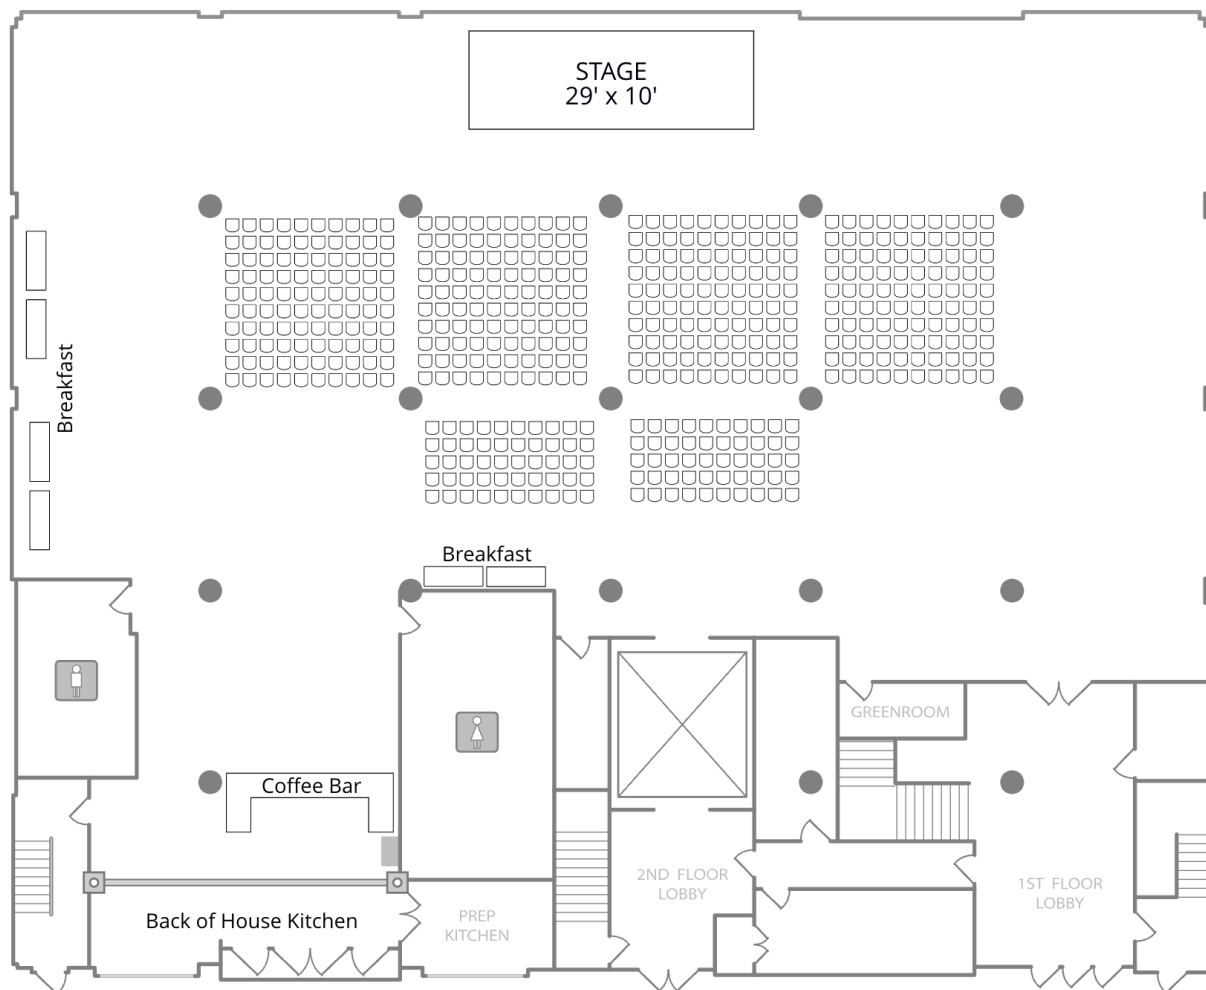 STAGE
29' x 10'
Breakfast
Breakfast
GREENROOM
Coffee Bar
2ND FLOOR
LOBBY
1ST FLOOR
LOBBY
Back of House Kitchen
PREP
KITCHEN